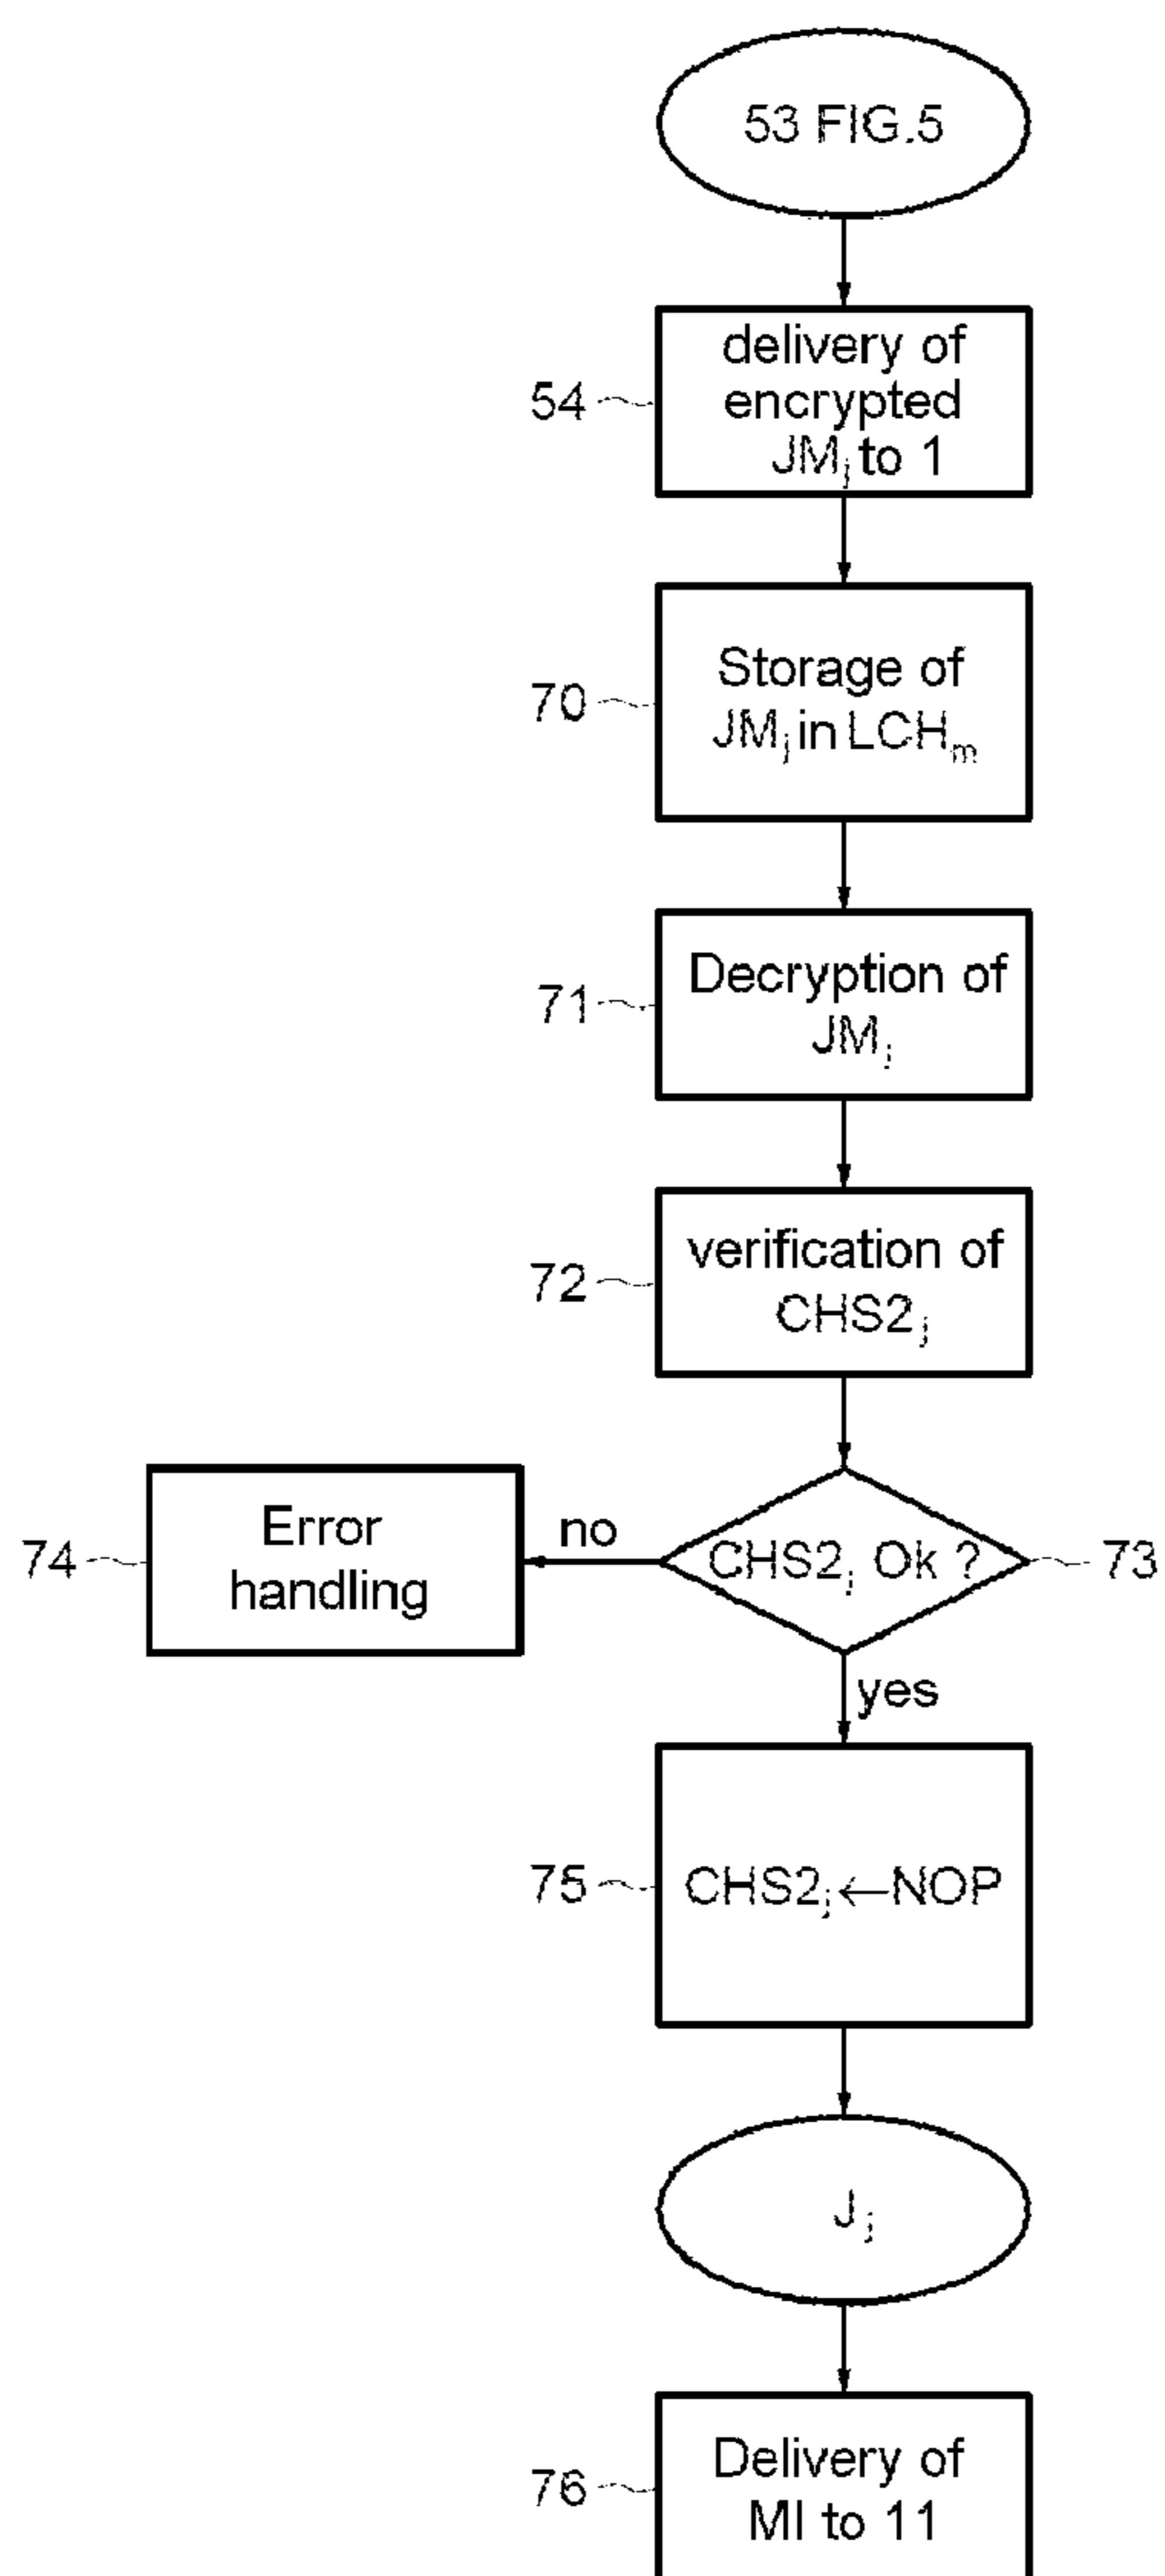 53 FIG.5
54
delivery of
encrypted
JMⱼ to 1
70
Storage of
JMⱼ in LCHₘ
71
Decryption of
JMⱼ
72
verification of
CHS2ⱼ
74
Error
handling
no
CHS2ⱼ Ok ?
73
yes
75
CHS2ⱼ←NOP
Jⱼ
76
Delivery of
MI to 11